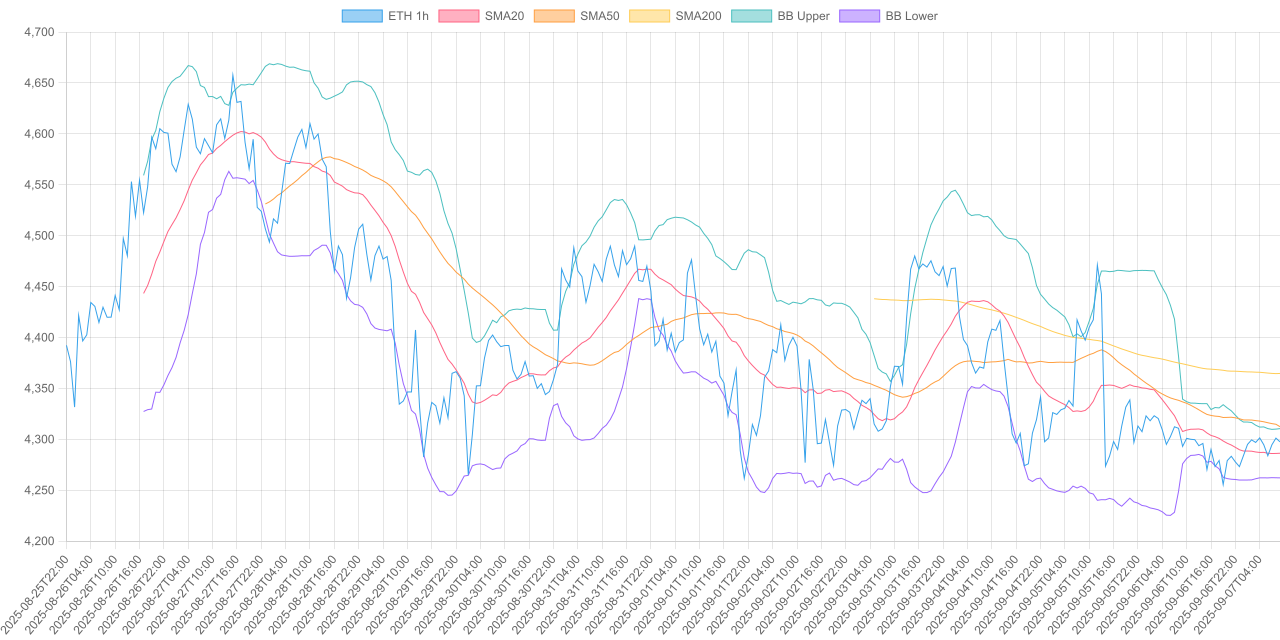 ETH 1h SMA20 SMA50 SMA200 BB Upper BB Lower
4,700
4,650
4,600
4,550
4,500
4,450
4,400
4,350
4,300
4,250
4,200
2025-08-25T22:00
2025-08-26T04:00
2025-08-26T10:00
2025-08-26T16:00
2025-08-26T22:00
2025-08-27T04:00
2025-08-27T10:00
2025-08-27T16:00
2025-08-27T22:00
2025-08-28T04:00
2025-08-28T10:00
2025-08-28T16:00
2025-08-28T22:00
2025-08-29T04:00
2025-08-29T10:00
2025-08-29T16:00
2025-08-29T22:00
2025-08-30T04:00
2025-08-30T10:00
2025-08-30T16:00
2025-08-30T22:00
2025-08-31T04:00
2025-08-31T10:00
2025-08-31T16:00
2025-08-31T22:00
2025-09-01T04:00
2025-09-01T10:00
2025-09-01T16:00
2025-09-01T22:00
2025-09-02T04:00
2025-09-02T10:00
2025-09-02T16:00
2025-09-02T22:00
2025-09-03T04:00
2025-09-03T10:00
2025-09-03T16:00
2025-09-03T22:00
2025-09-04T04:00
2025-09-04T10:00
2025-09-04T16:00
2025-09-04T22:00
2025-09-05T04:00
2025-09-05T10:00
2025-09-05T16:00
2025-09-05T22:00
2025-09-06T04:00
2025-09-06T10:00
2025-09-06T16:00
2025-09-06T22:00
2025-09-07T04:00